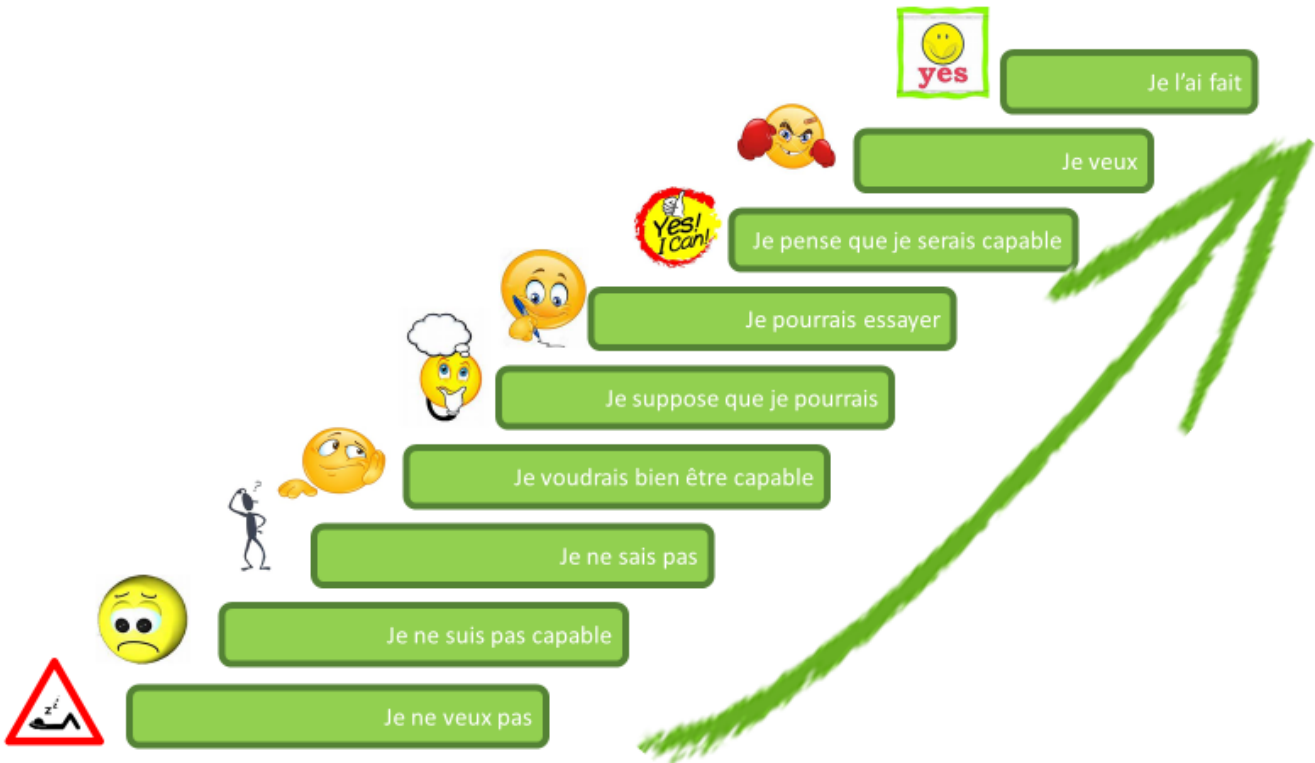 yes
Je l'ai fait
Je veux
Yes!
I can!
Je pense que je serais capable
Je pourrais essayer
Je suppose que je pourrais
Je voudrais bien être capable
?
Je ne sais pas
Je ne suis pas capable
zz
Je ne veux pas